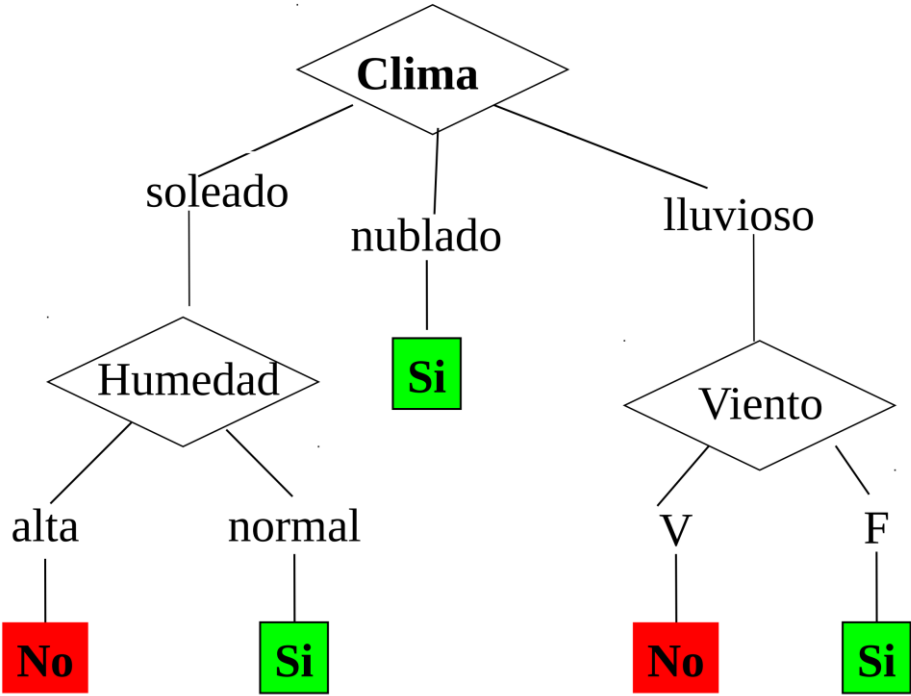 Clima
soleado
nublado
lluvioso
Humedad
Si
Viento
alta
normal
V
F
No
Si
No
Si